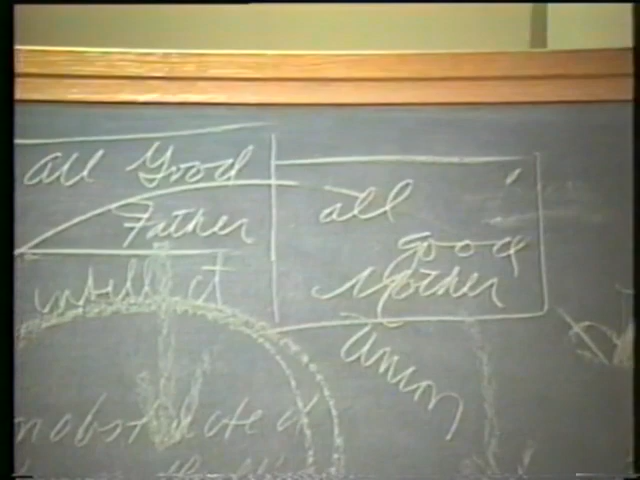 all Good
Father
intellect
all
good
Mother
Union
unobstructed